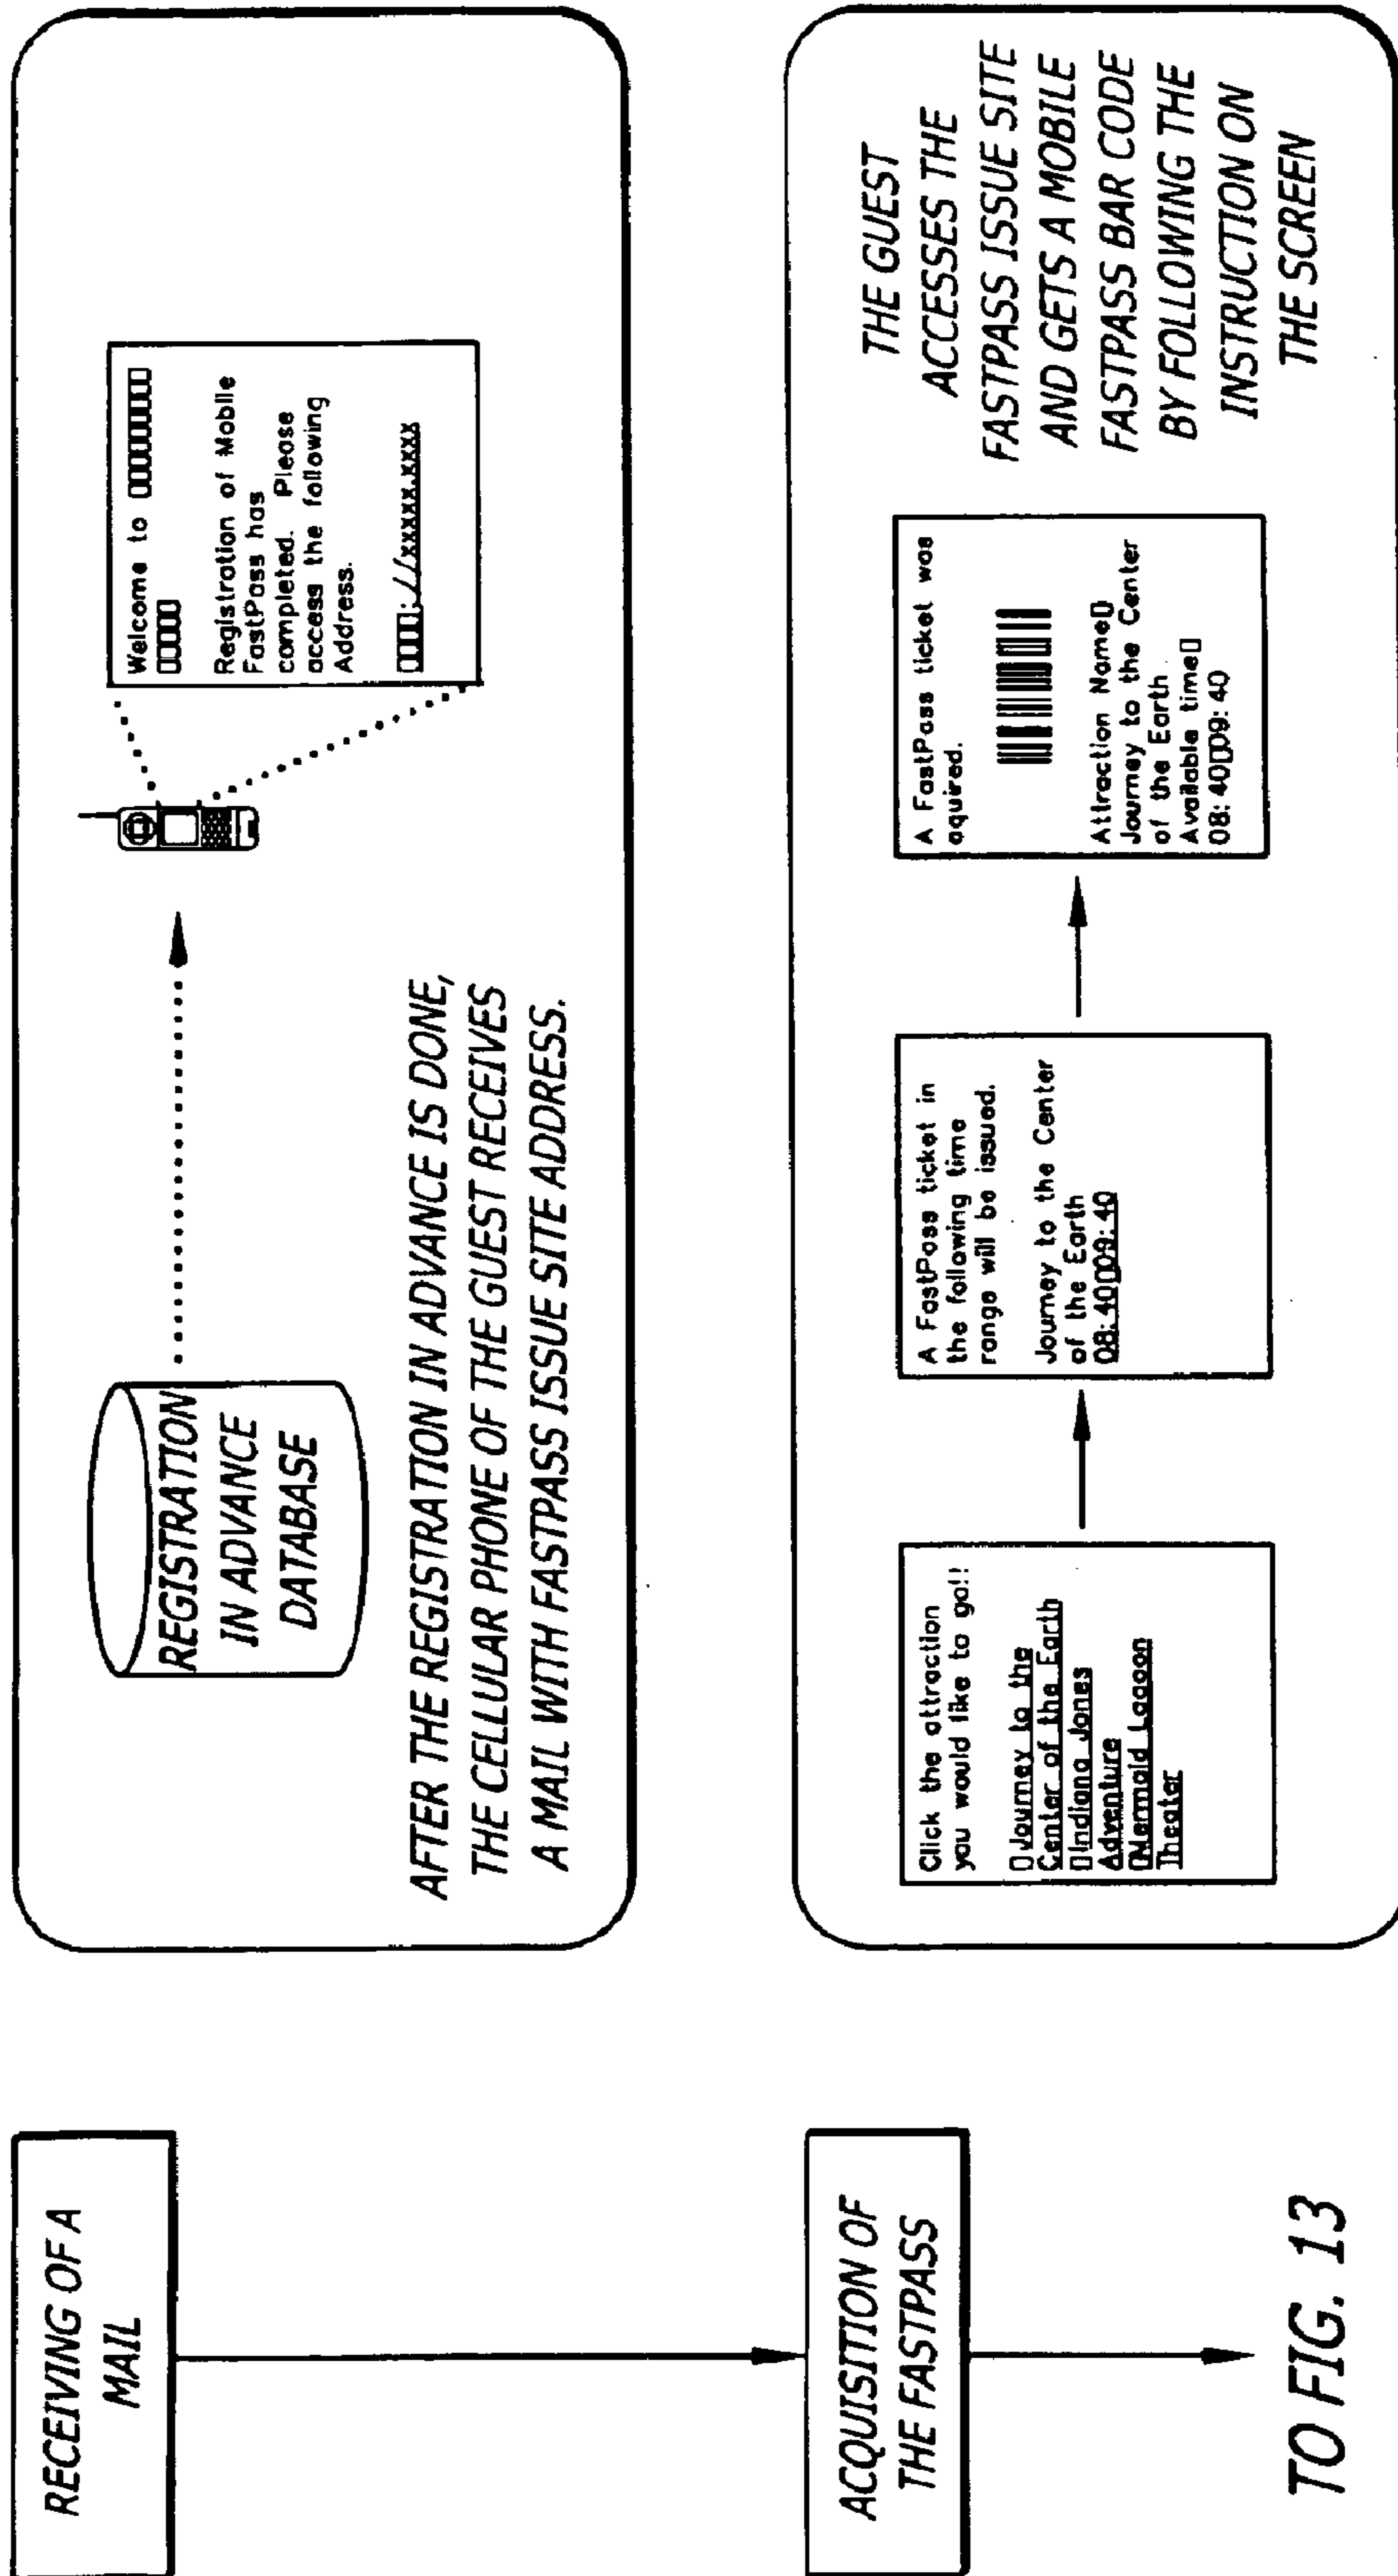 RECEIVING OF A
MAIL
REGISTRATION
IN ADVANCE
DATABASE
Welcome to ▯▯▯▯▯▯▯▯▯
▯▯▯▯▯
Registration of Mobile
FastPass has
completed. Please
access the following
Address.
▯▯▯▯://xxxxx.xxxx
AFTER THE REGISTRATION IN ADVANCE IS DONE,
THE CELLULAR PHONE OF THE GUEST RECEIVES
A MAIL WITH FASTPASS ISSUE SITE ADDRESS.
ACQUISITION OF
THE FASTPASS
Click the attraction
you would like to go!!
▯Journey to the
Center of the Earth
▯Indiana Jones
Adventure
▯Mermaid Lagoon
Theater
A FastPass ticket in
the following time
range will be issued.
Journey to the Center
of the Earth
08:40▯09:40
A FastPass ticket was
aquired.
Attraction Name▯
Journey to the Center
of the Earth
Available time▯
08:40▯09:40
THE GUEST
ACCESSES THE
FASTPASS ISSUE SITE
AND GETS A MOBILE
FASTPASS BAR CODE
BY FOLLOWING THE
INSTRUCTION ON
THE SCREEN
TO FIG. 13